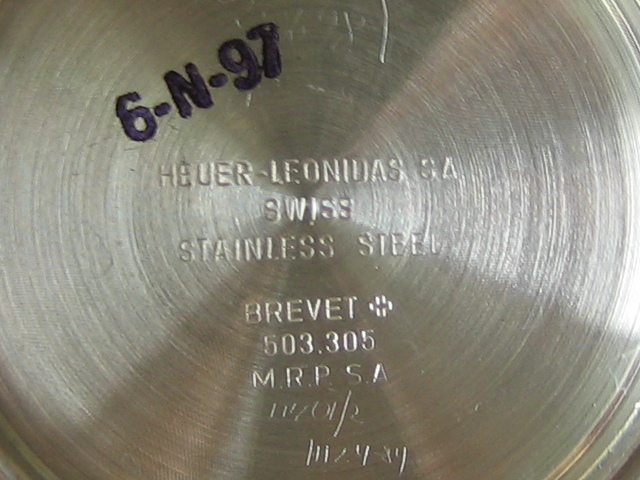 6-N-97
HEUER-LEONIDAS SA
SWISS
STAINLESS STEEL
BREVET ✙
503.305
M.R.P. S.A